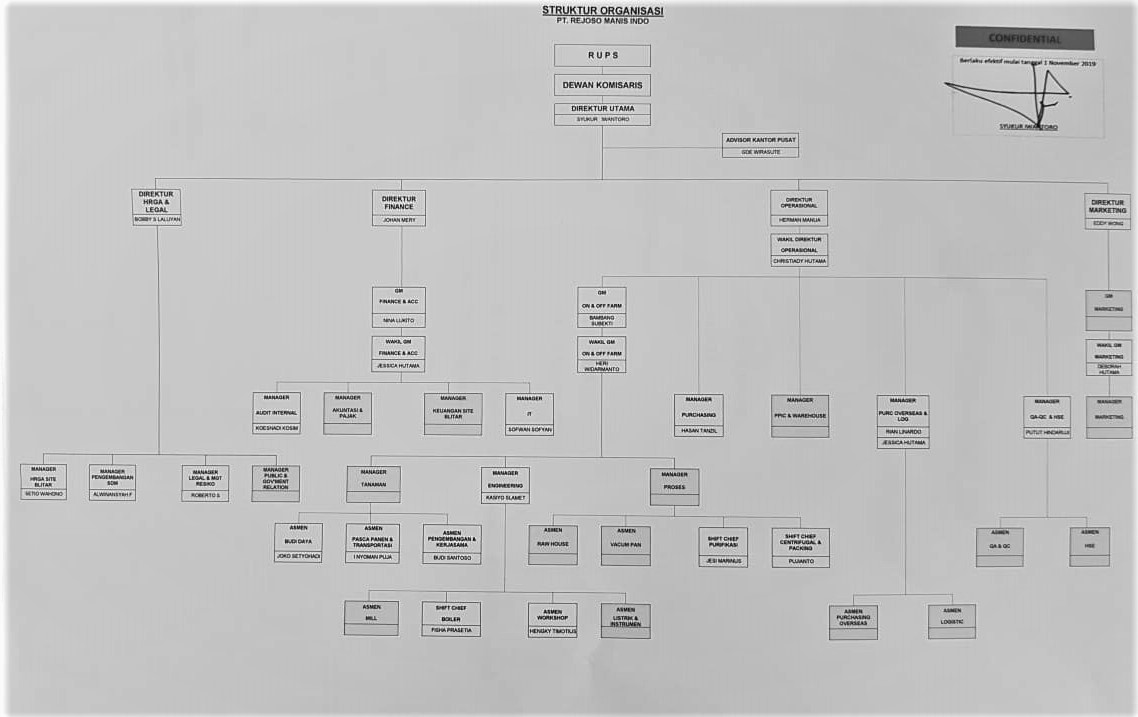 STRUKTUR ORGANISASI
PT. REJOSO MANIS INDO
CONFIDENTIAL
Berlaku efektif mulai tanggal 1 November 2019
SYUKUR IWANTORO
R U P S
DEWAN KOMISARIS
DIREKTUR UTAMA
SYUKUR IWANTORO
ADVISOR KANTOR PUSAT
GDE WIRASUTE
DIREKTUR
HRGA &
LEGAL
BOBBY S LALUYAN
DIREKTUR
FINANCE
JOHAN MERY
DIREKTUR
OPERASIONAL
HERMAN MANUA
WAKIL DIREKTUR
OPERASIONAL
CHRISTIADY HUTAMA
DIREKTUR
MARKETING
EDDY WONG
GM
FINANCE & ACC
NINA LUKITO
WAKIL GM
FINANCE & ACC
JESSICA HUTAMA
GM
ON & OFF FARM
BAMBANG
SUBEKTI
WAKIL GM
ON & OFF FARM
HERI
WIDARMANTO
GM
MARKETING
WAKIL GM
MARKETING
DEBORAH
HUTAMA
MANAGER
AUDIT INTERNAL
KOESHADI KOSIM
MANAGER
AKUNTASI &
PAJAK
MANAGER
KEUANGAN SITE
BLITAR
MANAGER
IT
SOFWAN SOFYAN
MANAGER
PURCHASING
HASAN TANZIL
MANAGER
PPIC & WAREHOUSE
MANAGER
PURC OVERSEAS &
LOG
RIAN LINARDO
JESSICA HUTAMA
MANAGER
QA-QC & HSE
PUTUT HINDARUJI
MANAGER
MARKETING
MANAGER
HRGA SITE
BLITAR
SETIO WAHONO
MANAGER
PENGEMBANGAN
SDM
ALWINANSYAH F
MANAGER
LEGAL & MGT
RESIKO
ROBERTO S
MANAGER
PUBLIC &
GOV'MENT
RELATION
MANAGER
TANAMAN
MANAGER
ENGINEERING
KASIYO SLAMET
MANAGER
PROSES
ASMEN
BUDI DAYA
JOKO SETYOHADI
ASMEN
PASCA PANEN &
TRANSPORTASI
I NYOMAN PUJA
ASMEN
PENGEMBANGAN &
KERJASAMA
BUDI SANTOSO
ASMEN
RAW HOUSE
ASMEN
VACUM PAN
SHIFT CHIEF
PURIFIKASI
JESI MARINUS
SHIFT CHIEF
CENTRIFUGAL &
PACKING
PUJIANTO
ASMEN
QA & QC
ASMEN
HSE
ASMEN
MILL
SHIFT CHIEF
BOILER
FISHA PRASETIA
ASMEN
WORKSHOP
HENGKY TIMOTIUS
ASMEN
LISTRIK &
INSTRUMEN
ASMEN
PURCHASING
OVERSEAS
ASMEN
LOGISTIC